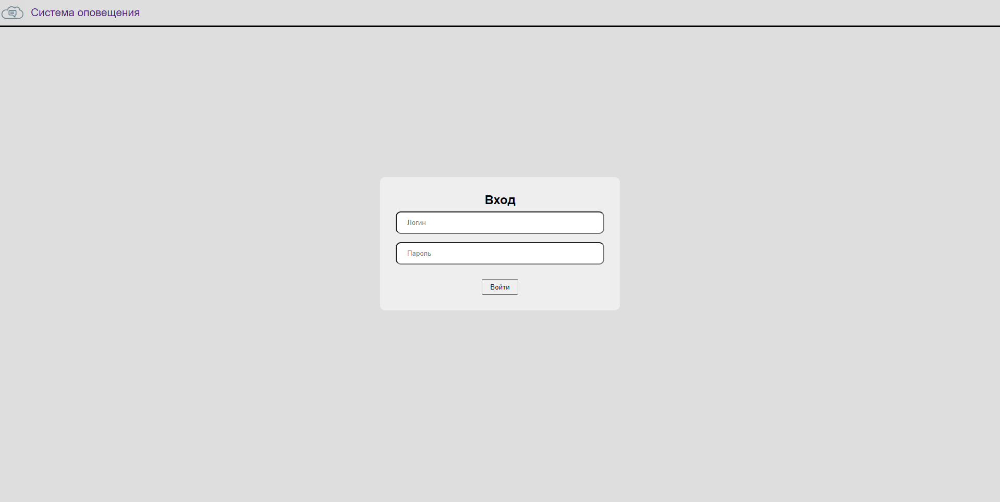 Система оповещения
Вход
Логин
Пароль
Войти